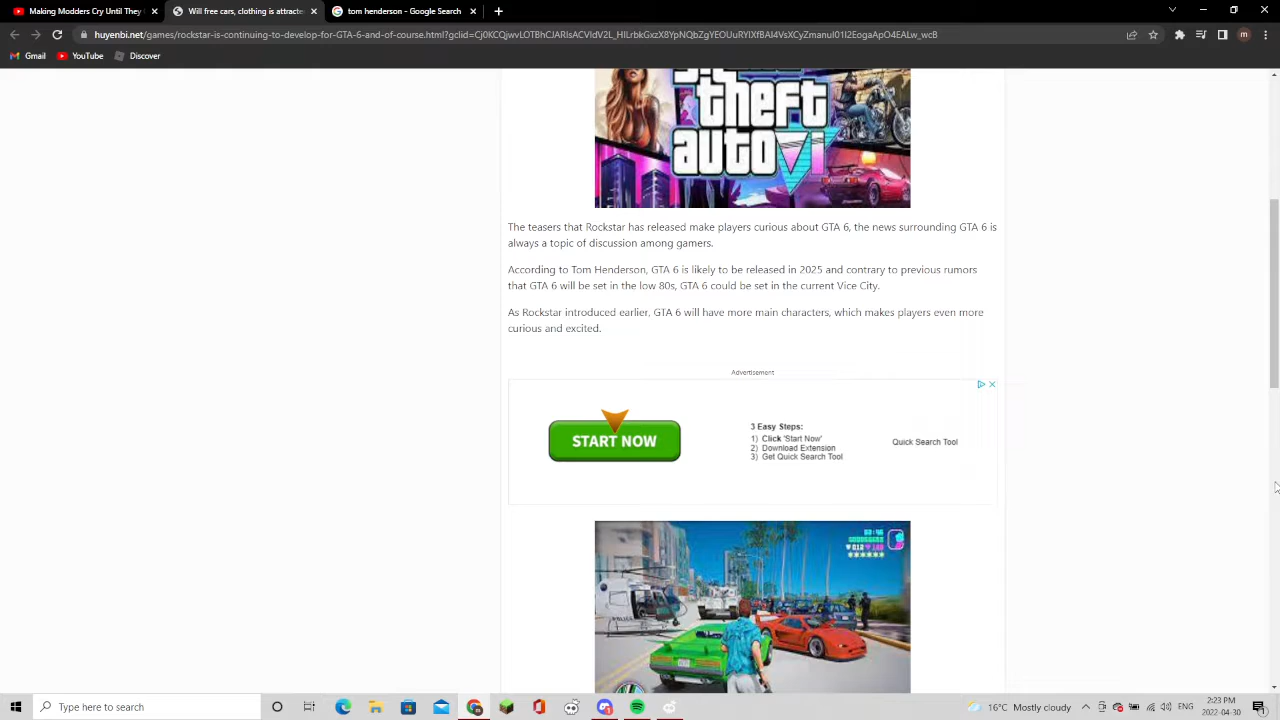 Making Modders Cry Until They
Will free cars, clothing is attracte
tom henderson - Google Search
huyenbi.net/games/rockstar-is-continuing-to-develop-for-GTA-6-and-of-course.html?gclid=
Gmail
YouTube
Discover
m
theft
auto VI
The teasers that Rockstar has released make players curious about GTA 6, the news surrounding GTA 6 is
always a topic of discussion among gamers.
According to Tom Henderson, GTA 6 is likely to be released in 2025 and contrary to previous rumors
that GTA 6 will be set in the low 80s, GTA 6 could be set in the current Vice City.
As Rockstar introduced earlier, GTA 6 will have more main characters, which makes players even more
curious and excited.
Advertisement
START NOW
3 Easy Steps:
1) Click 'Start Now'
2) Download Extension
3) Get Quick Search Tool
Quick Search Tool
POLICE
Type here to search
16°C Mostly cloudy
ENG
2:23 PM
2022-04-30